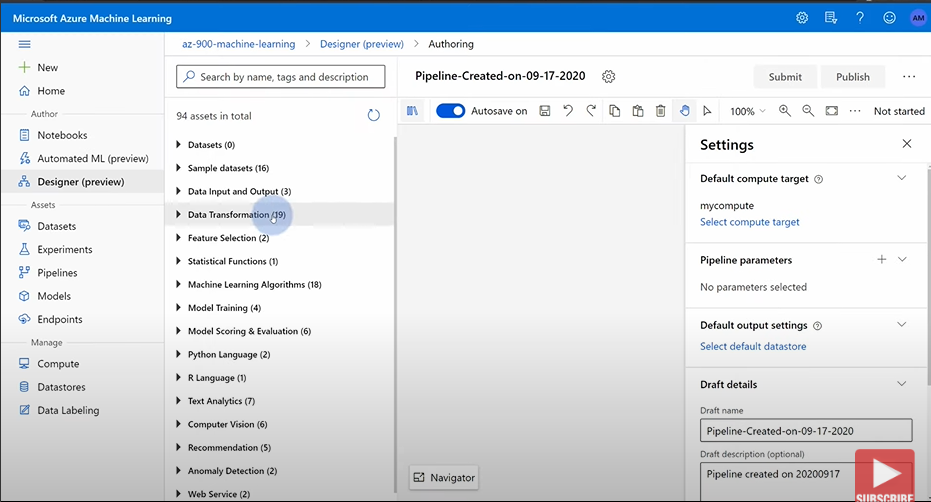 Microsoft Azure Machine Learning
AM
New
Home
Author
Notebooks
Automated ML (preview)
Designer (preview)
Assets
Datasets
Experiments
Pipelines
Models
Endpoints
Manage
Compute
Datastores
Data Labeling
az-900-machine-learning > Designer (preview) > Authoring
Search by name, tags and description
94 assets in total
Datasets (0)
Sample datasets (16)
Data Input and Output (3)
Data Transformation (19)
Feature Selection (2)
Statistical Functions (1)
Machine Learning Algorithms (18)
Model Training (4)
Model Scoring & Evaluation (6)
Python Language (2)
R Language (1)
Text Analytics (7)
Computer Vision (6)
Recommendation (5)
Anomaly Detection (2)
Web Service (2)
Pipeline-Created-on-09-17-2020
Submit
Publish
Autosave on
100%
Not started
Navigator
Settings
Default compute target
mycompute
Select compute target
Pipeline parameters
No parameters selected
Default output settings
Select default datastore
Draft details
Draft name
Pipeline-Created-on-09-17-2020
Draft description (optional)
Pipeline created on 20200917
SUBSCRIBE